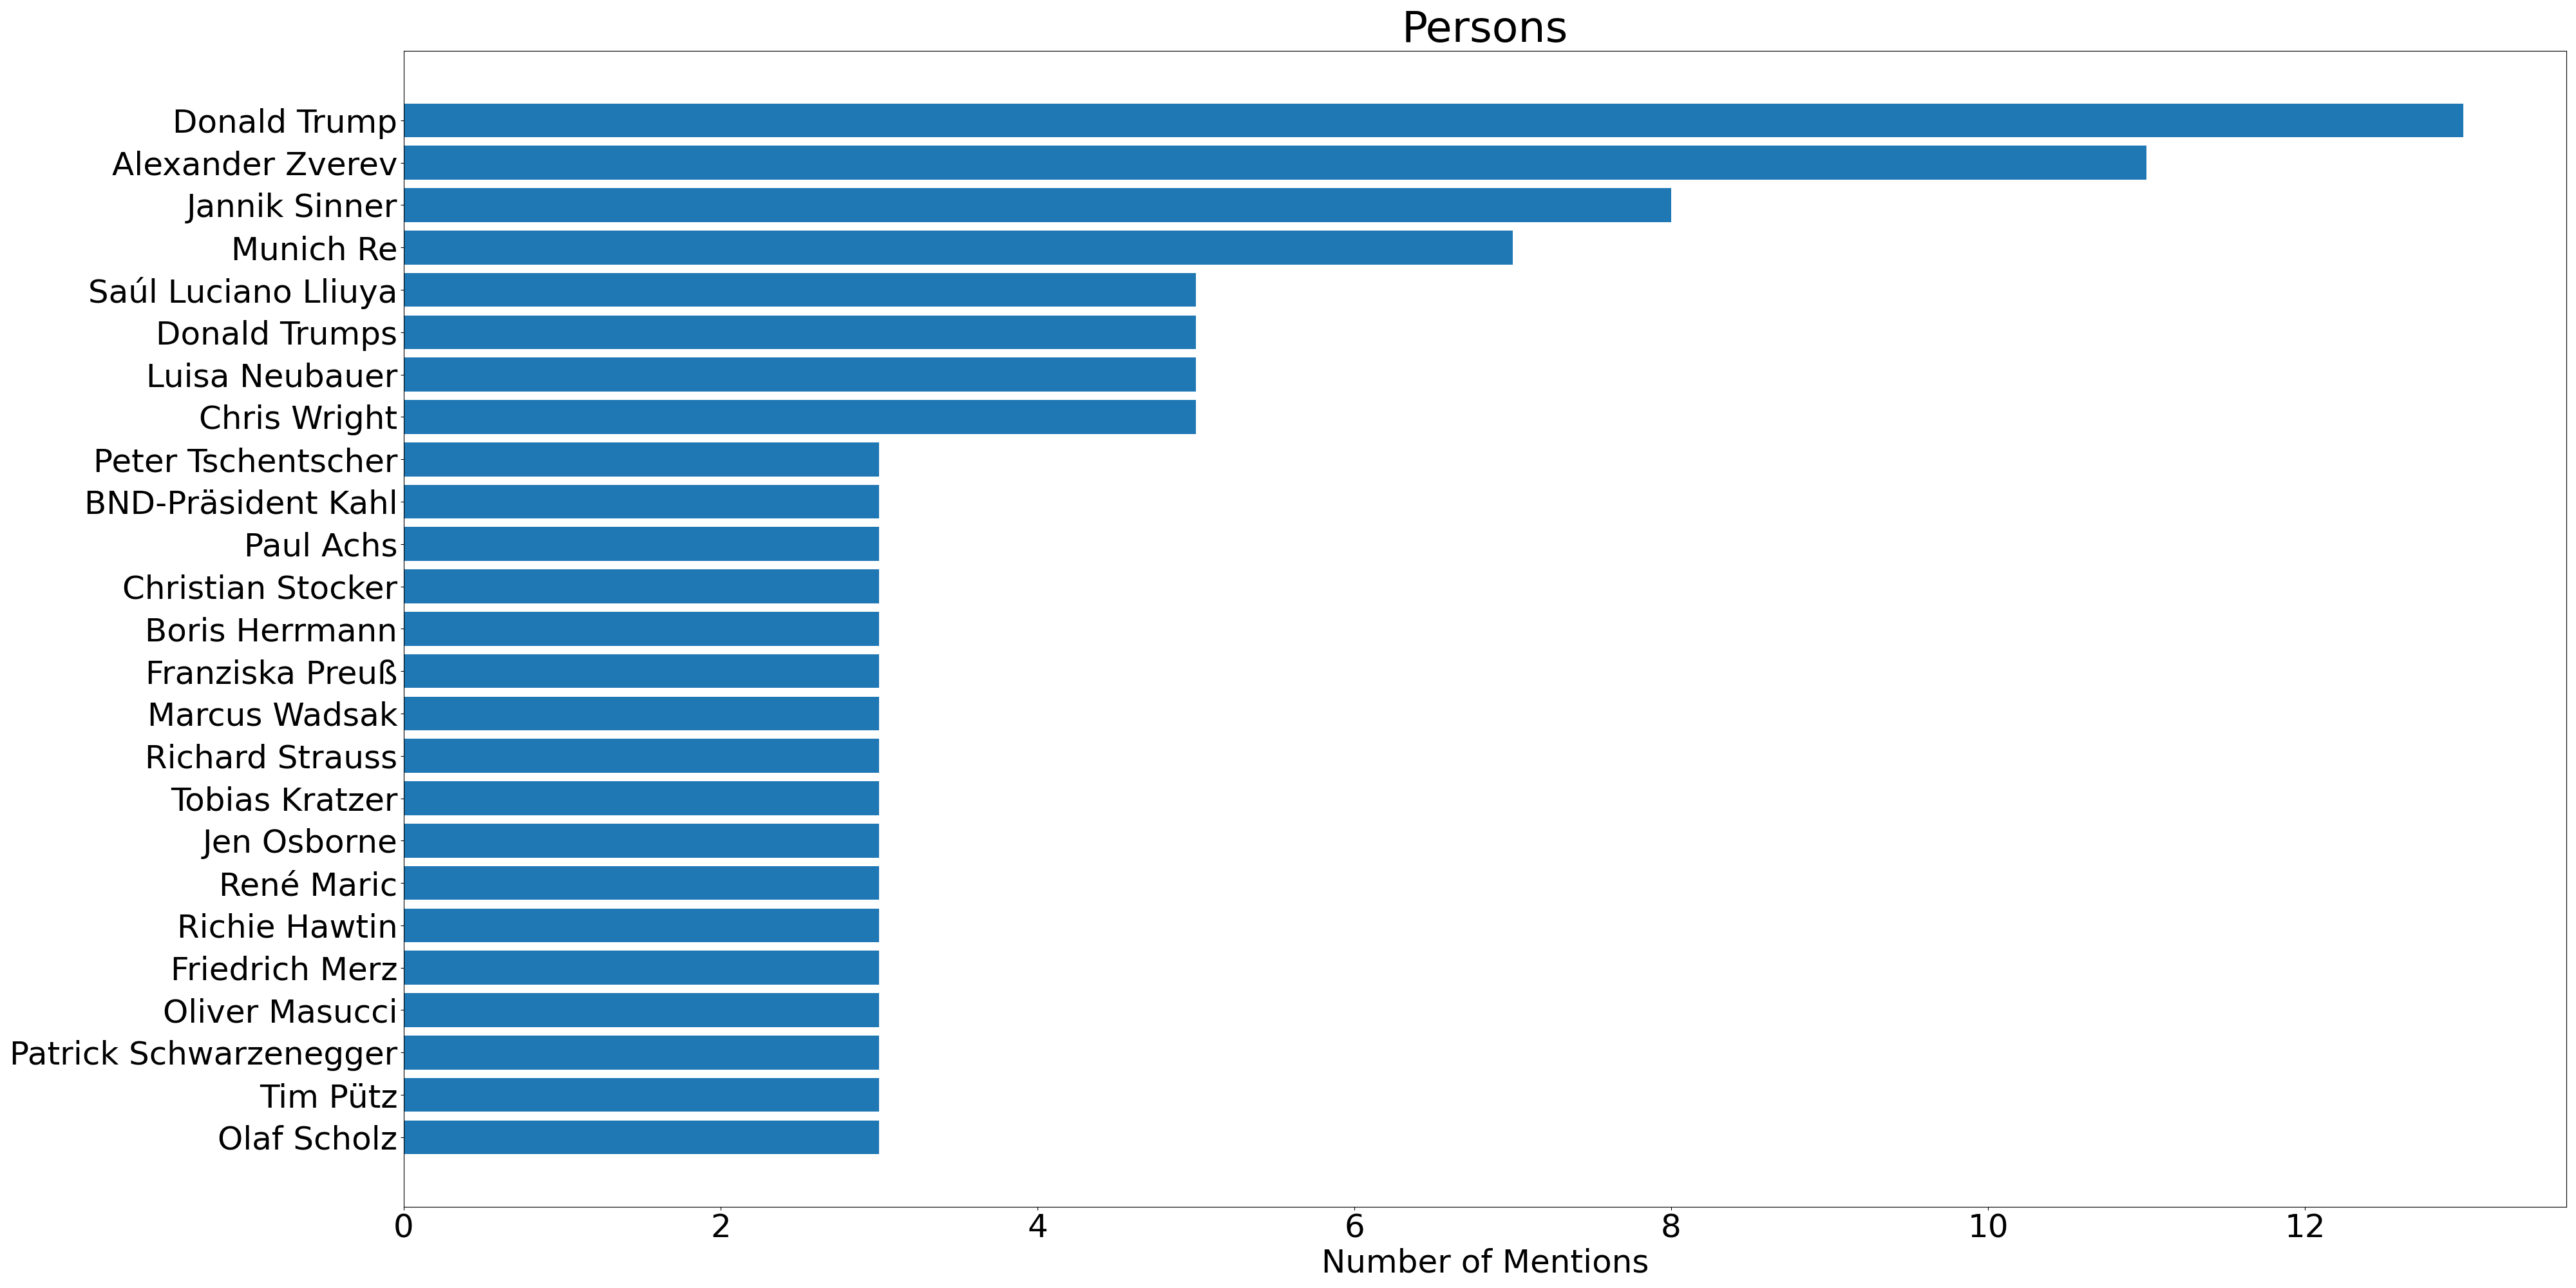 Persons
Donald Trump
Alexander Zverev
Jannik Sinner
Munich Re
Saúl Luciano Lliuya
Donald Trumps
Luisa Neubauer
Chris Wright
Peter Tschentscher
BND-Präsident Kahl
Paul Achs
Christian Stocker
Boris Herrmann
Franziska Preuß
Marcus Wadsak
Richard Strauss
Tobias Kratzer
Jen Osborne
René Maric
Richie Hawtin
Friedrich Merz
Oliver Masucci
Patrick Schwarzenegger
Tim Pütz
Olaf Scholz
0 2 4 6 8 10 12
Number of Mentions